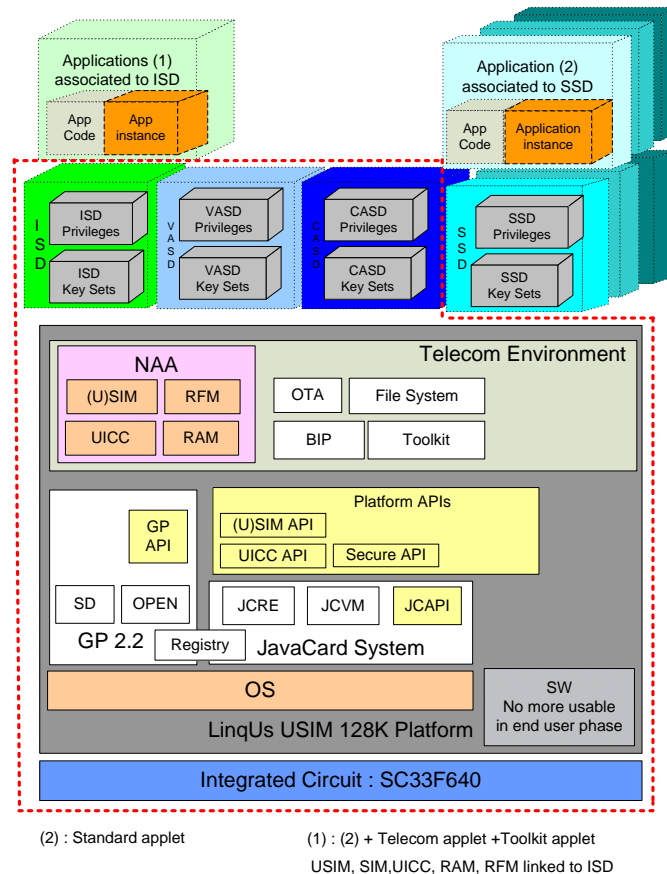 Applications (1)
associated to ISD
App
Code
App
instance
Application (2)
associated to SSD
App
Code
Application
instance
ISD
ISD
Privileges
ISD
Key Sets
VASD
VASD
Privileges
VASD
Key Sets
CASD
CASD
Privileges
CASD
Key Sets
SSD
SSD
Privileges
SSD
Key Sets
Telecom Environment
NAA
(U)SIM
RFM
UICC
RAM
OTA
File System
BIP
Toolkit
GP
API
Platform APIs
(U)SIM API
UICC API
Secure API
SD
OPEN
GP 2.2
Registry
JCRE
JCVM
JCAPI
JavaCard System
OS
LinqUs USIM 128K Platform
SW
No more usable
in end user phase
Integrated Circuit : SC33F640
(2) : Standard applet
(1) : (2) + Telecom applet +Toolkit applet
USIM, SIM,UICC, RAM, RFM linked to ISD